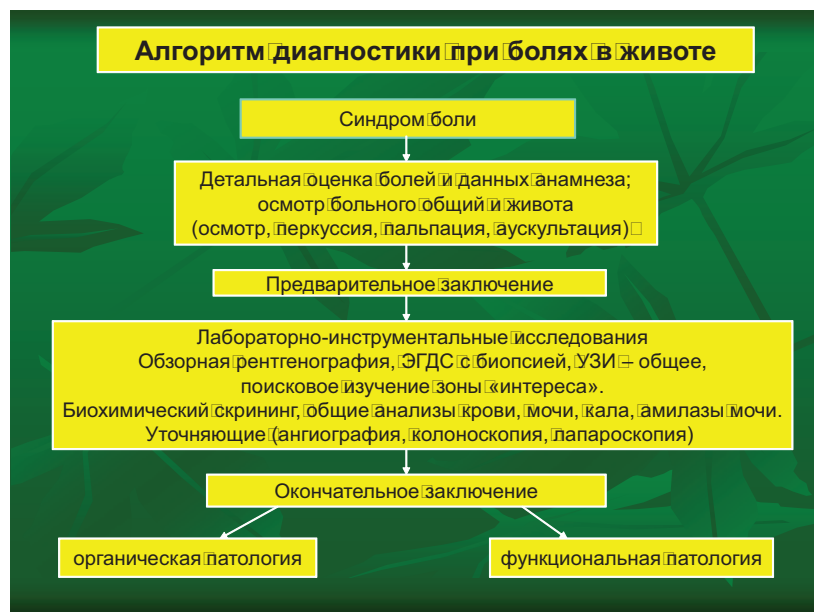 Алгоритм диагностики при болях в животе
Синдром боли
Детальная оценка болей и данных анамнеза;
осмотр больного общий и живота
(осмотр, перкуссия, пальпация, аускультация)
Предварительное заключение
Лабораторно-инструментальные исследования
Обзорная рентгенография, ЭГДС с биопсией, УЗИ – общее,
поисковое изучение зоны «интереса».
Биохимический скрининг, общие анализы крови, мочи, кала, амилазы мочи.
Уточняющие (ангиография, колоноскопия, лапароскопия)
Окончательное заключение
органическая патология
функциональная патология